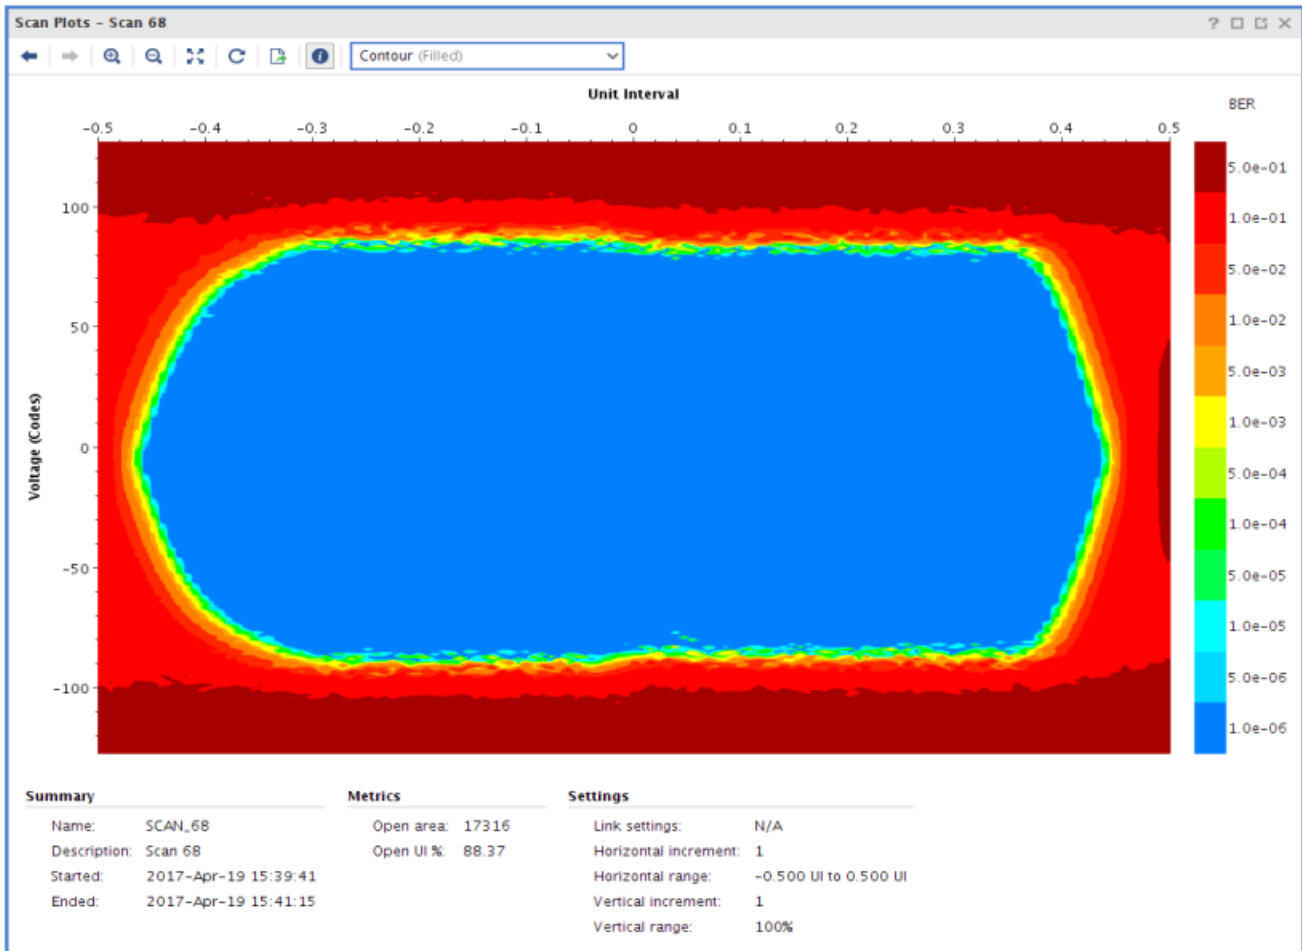 Scan Plots - Scan 68
Contour (Filled)
Unit Interval
BER
-0.5 -0.4 -0.3 -0.2 -0.1 0 0.1 0.2 0.3 0.4 0.5
5.0e-01
100
1.0e-01
5.0e-02
50
1.0e-02
5.0e-03
Voltage (Codes)
0
1.0e-03
5.0e-04
1.0e-04
-50
5.0e-05
1.0e-05
-100
5.0e-06
1.0e-06
Summary Metrics Settings
Name: SCAN_68 Open area: 17316 Link settings: N/A
Description: Scan 68 Open UI %: 88.37 Horizontal increment: 1
Started: 2017-Apr-19 15:39:41 Horizontal range: -0.500 UI to 0.500 UI
Ended: 2017-Apr-19 15:41:15 Vertical increment: 1
Vertical range: 100%